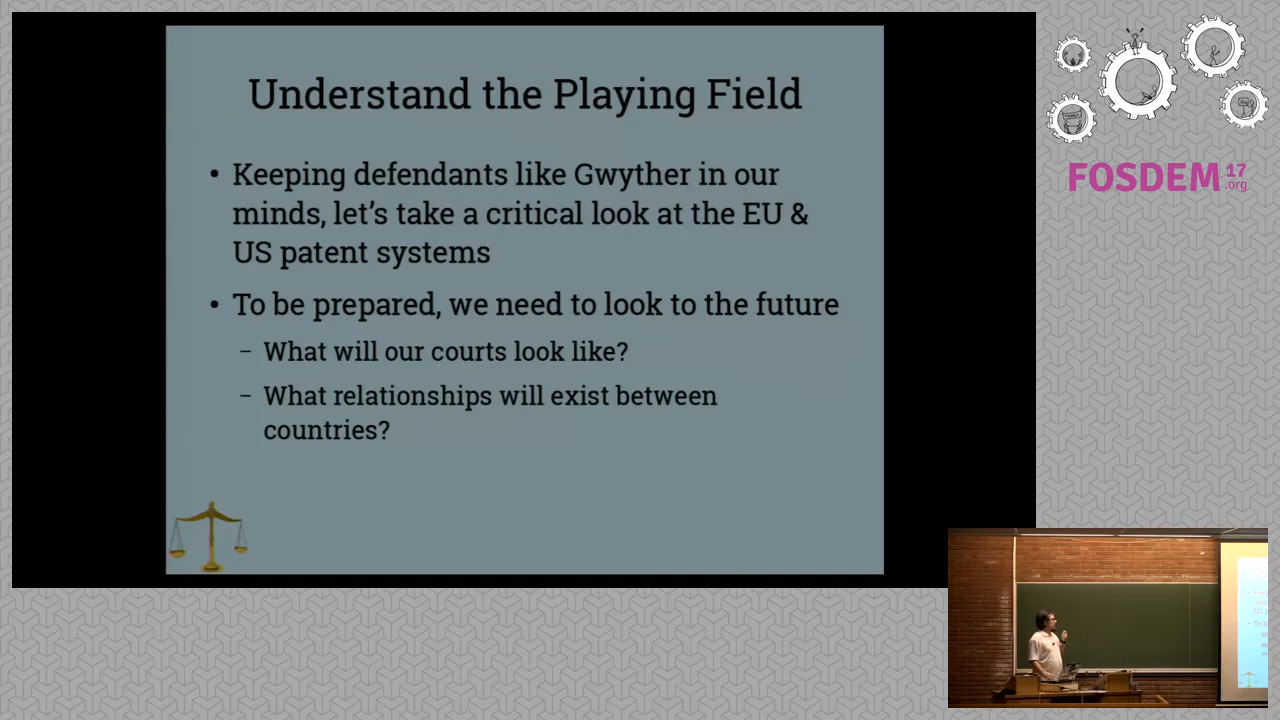 Understand the Playing Field
• Keeping defendants like Gwyther in our
minds, let's take a critical look at the EU &
US patent systems
• To be prepared, we need to look to the future
– What will our courts look like?
– What relationships will exist between
countries?
FOSDEM 17
.org